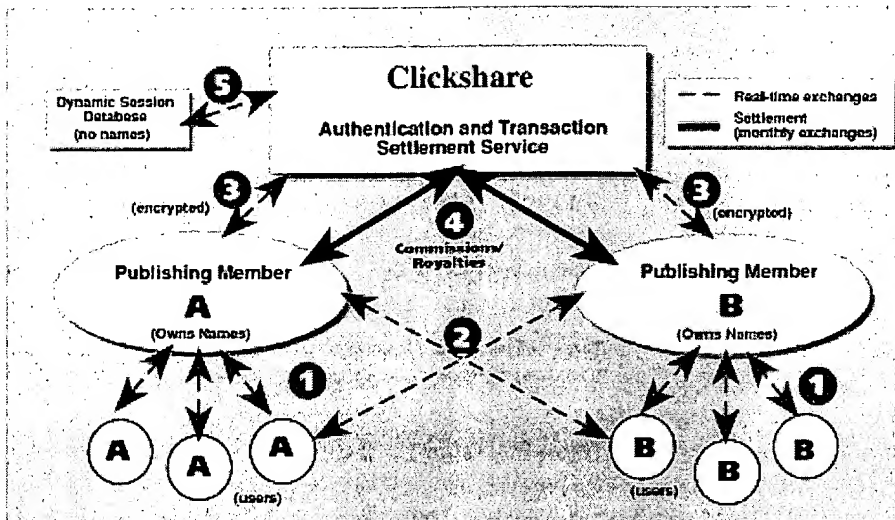 Clickshare
Authentication and Transaction
Settlement Service
5
Dynamic Session
Database
(no names)
Real-time exchanges
Settlement
(monthly exchanges)
3
(encrypted)
3
(encrypted)
4
Commissions/
Royalties
Publishing Member
A
(Owns Names)
Publishing Member
B
(Owns Names)
2
1
1
A
A
A
(users)
B
B
B
(users)